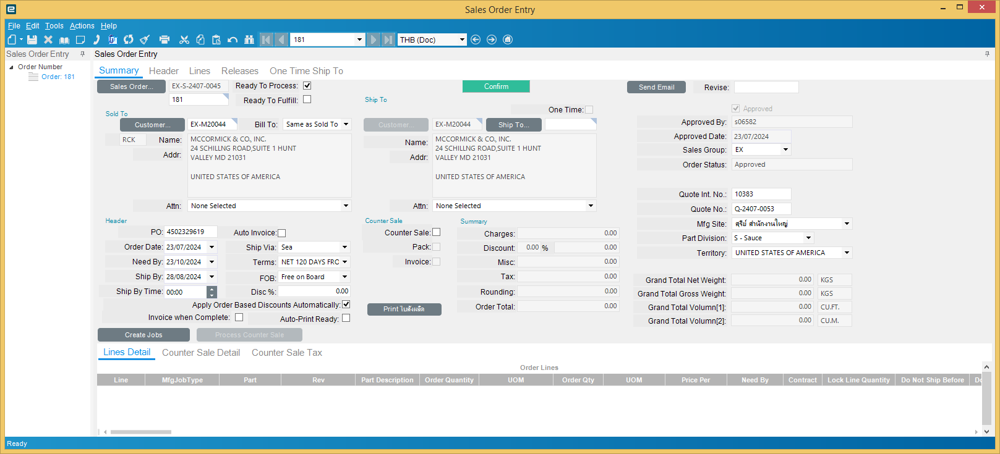 Sales Order Entry
File Edit Tools Actions Help
181 THB (Doc)
Sales Order Entry
Sales Order Entry
Order Number
Order: 181
Summary Header Lines Releases One Time Ship To
Sales Order... EX-S-2407-0045 Ready To Process: Confirm Send Email Revise:
181 Ready To Fulfill: Ship To
One Time: Approved
Sold To
Customer... EX-M20044 Bill To: Same as Sold To Customer... EX-M20044 Ship To... Approved By: s06582
RCK Name: MCCORMICK & CO., INC. Name: MCCORMICK & CO., INC. Approved Date: 23/07/2024
24 SCHILLNG ROAD,SUITE 1 HUNT 24 SCHILLNG ROAD,SUITE 1 HUNT Sales Group: EX
Addr: VALLEY MD 21031 Addr: VALLEY MD 21031 Order Status: Approved
UNITED STATES OF AMERICA UNITED STATES OF AMERICA
Quote Int. No.: 10383
Attn: None Selected Attn: None Selected Quote No.: Q-2407-0053
Header Counter Sale Summary Mfg Site: สุรีย์ สำนักงานใหญ่
PO: 4502329619 Auto Invoice: Counter Sale: Charges: 0.00 Part Division: S - Sauce
Order Date: 23/07/2024 Ship Via: Sea Pack: Discount: 0.00 % 0.00 Territory: UNITED STATES OF AMERICA
Need By: 23/10/2024 Terms: NET 120 DAYS FRO Invoice: Misc: 0.00
Ship By: 28/08/2024 FOB: Free on Board Tax: 0.00 Grand Total Net Weight: 0.00 KGS
Ship By Time: 00:00 Disc %: 0.00 Rounding: 0.00 Grand Total Gross Weight: 0.00 KGS
Apply Order Based Discounts Automatically: Print ใบสั่งผลิต Order Total: 0.00 Grand Total Volumn[1]: 0.00 CU.FT.
Invoice when Complete: Auto-Print Ready: Grand Total Volumn[2]: 0.00 CU.M.
Create Jobs Process Counter Sale
Lines Detail Counter Sale Detail Counter Sale Tax
Order Lines
Line MfgJobType Part Rev Part Description Order Quantity UOM Order Qty UOM Price Per Need By Contract Lock Line Quantity Do Not Ship Before Do
Ready